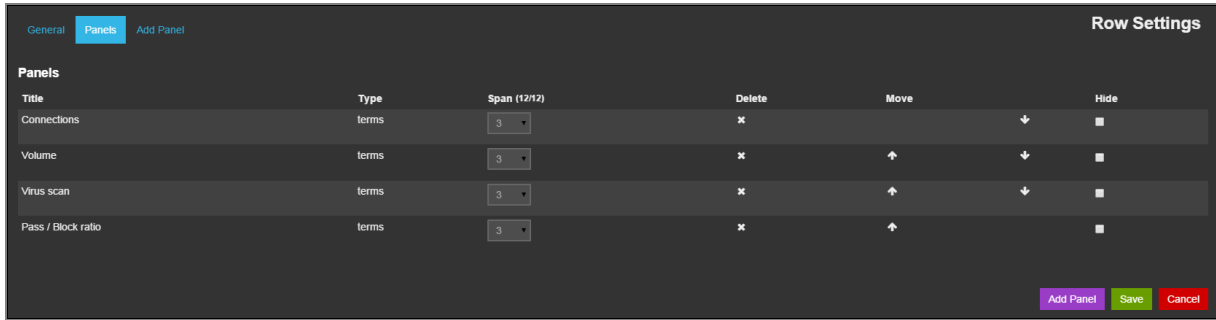 General Panels Add Panel Row Settings
Panels
Title Type Span (12/12) Delete Move Hide
Connections terms 3
Volume terms 3
Virus scan terms 3
Pass / Block ratio terms 3
Add Panel Save Cancel